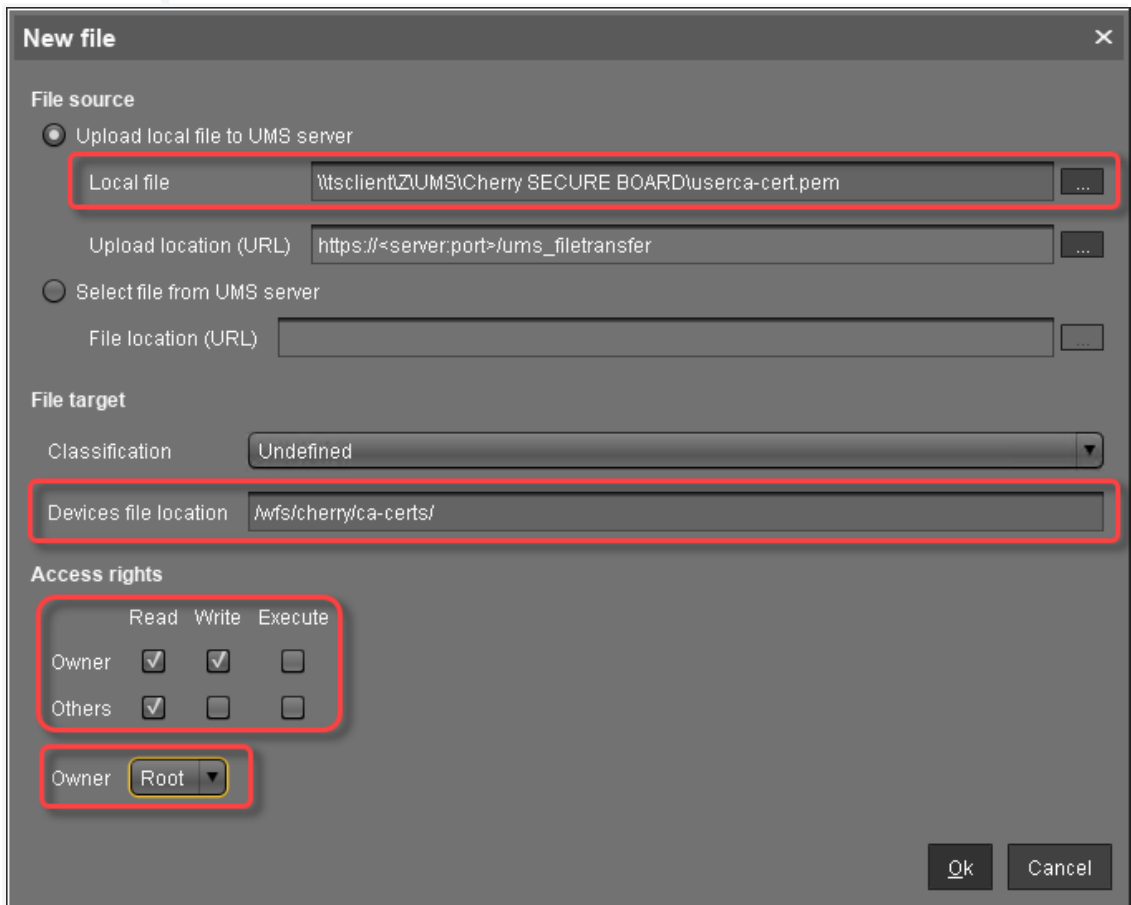 New file
File source
Upload local file to UMS server
Local file \\tsclient\Z\UMS\Cherry SECURE BOARD\userca-cert.pem ...
Upload location (URL) https://<server:port>/ums_filetransfer ...
Select file from UMS server
File location (URL) ...
File target
Classification Undefined
Devices file location /wfs/cherry/ca-certs/
Access rights
Read Write Execute
Owner
Others
Owner Root
Ok Cancel